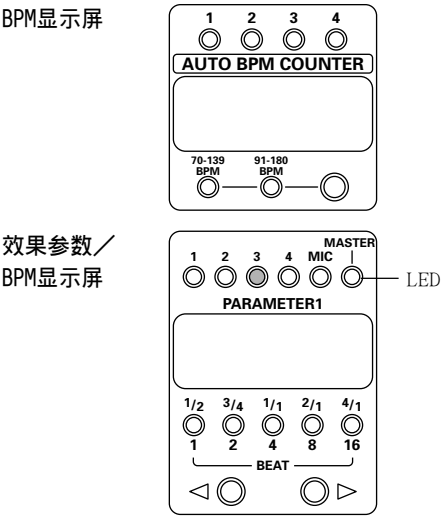 BPM显示屏
1 2 3 4
AUTO BPM COUNTER
70-139 91-180
BPM BPM
效果参数／
BPM显示屏
MASTER
1 2 3 4 MIC
LED
PARAMETER1
1/2 3/4 1/1 2/1 4/1
1 2 4 8 16
BEAT